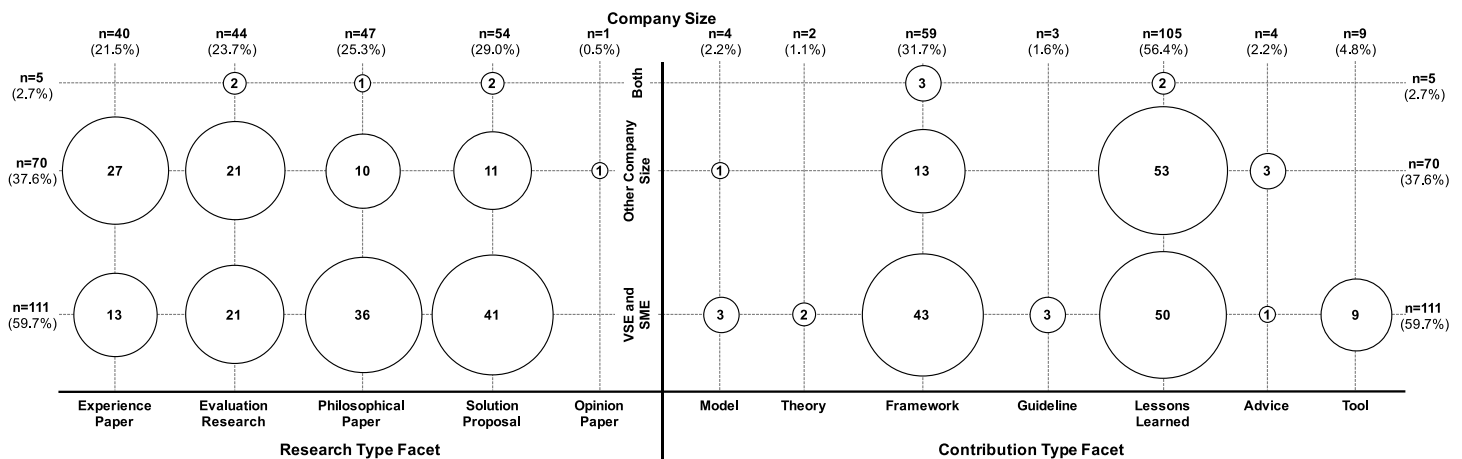 Company Size
n=40 n=44 n=47 n=54 n=1 n=4 n=2 n=59 n=3 n=105 n=4 n=9
(21.5%) (23.7%) (25.3%) (29.0%) (0.5%) (2.2%) (1.1%) (31.7%) (1.6%) (56.4%) (2.2%) (4.8%)
n=5
(2.7%)
2 1 2
Both
3 2
n=5
(2.7%)
n=70
(37.6%)
27 21 10 11 1
Other Company
Size
1 13 53 3
n=70
(37.6%)
n=111
(59.7%)
13 21 36 41
VSE and
SME
3 2 43 3 50 1 9
n=111
(59.7%)
Experience Evaluation Philosophical Solution Opinion Model Theory Framework Guideline Lessons Advice Tool
Paper Research Paper Proposal Paper Learned
Research Type Facet Contribution Type Facet